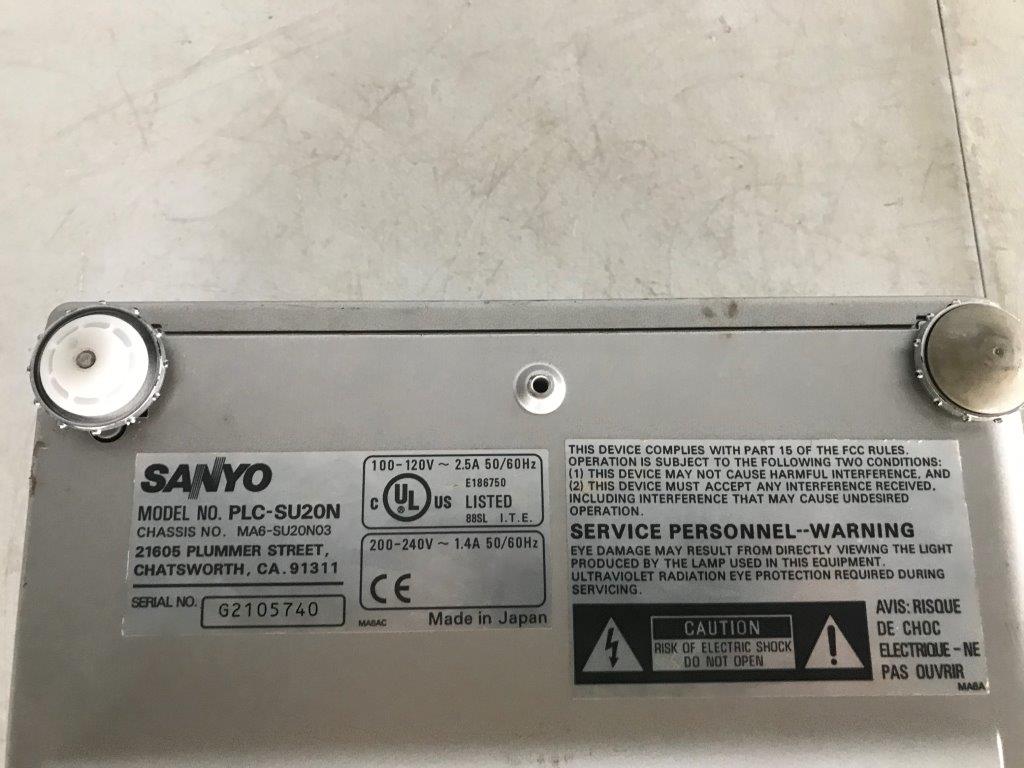 SANYO
MODEL NO. PLC-SU20N
CHASSIS NO. MA6-SU20N03
21605 PLUMMER STREET,
CHATSWORTH, CA. 91311
SERIAL NO. G2105740
100-120V ~ 2.5A 50/60Hz
E186750
C UL US LISTED
88SL I.T.E.
200-240V ~ 1.4A 50/60Hz
CE
MA6AC Made in Japan
THIS DEVICE COMPLIES WITH PART 15 OF THE FCC RULES.
OPERATION IS SUBJECT TO THE FOLLOWING TWO CONDITIONS:
(1) THIS DEVICE MAY NOT CAUSE HARMFUL INTERFERENCE, AND
(2) THIS DEVICE MUST ACCEPT ANY INTERFERENCE RECEIVED,
INCLUDING INTERFERENCE THAT MAY CAUSE UNDESIRED
OPERATION.
SERVICE PERSONNEL--WARNING
EYE DAMAGE MAY RESULT FROM DIRECTLY VIEWING THE LIGHT
PRODUCED BY THE LAMP USED IN THIS EQUIPMENT.
ULTRAVIOLET RADIATION EYE PROTECTION REQUIRED DURING
SERVICING.
CAUTION
RISK OF ELECTRIC SHOCK
DO NOT OPEN
AVIS: RISQUE
DE CHOC
ELECTRIQUE-NE
PAS OUVRIR
MA6A